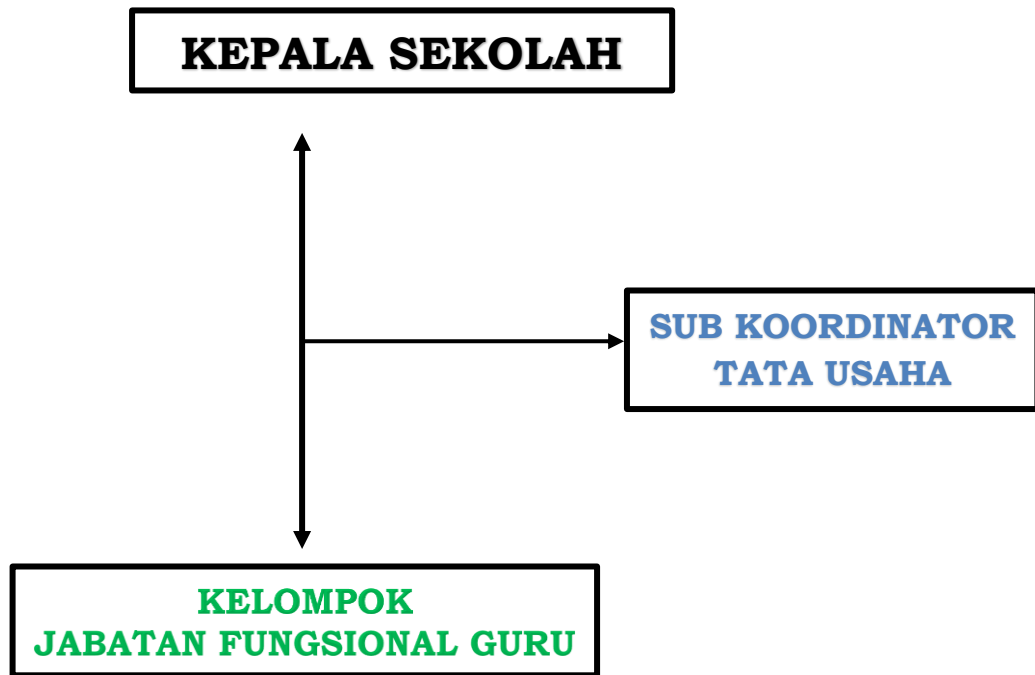 KEPALA SEKOLAH
SUB KOORDINATOR
TATA USAHA
KELOMPOK
JABATAN FUNGSIONAL GURU